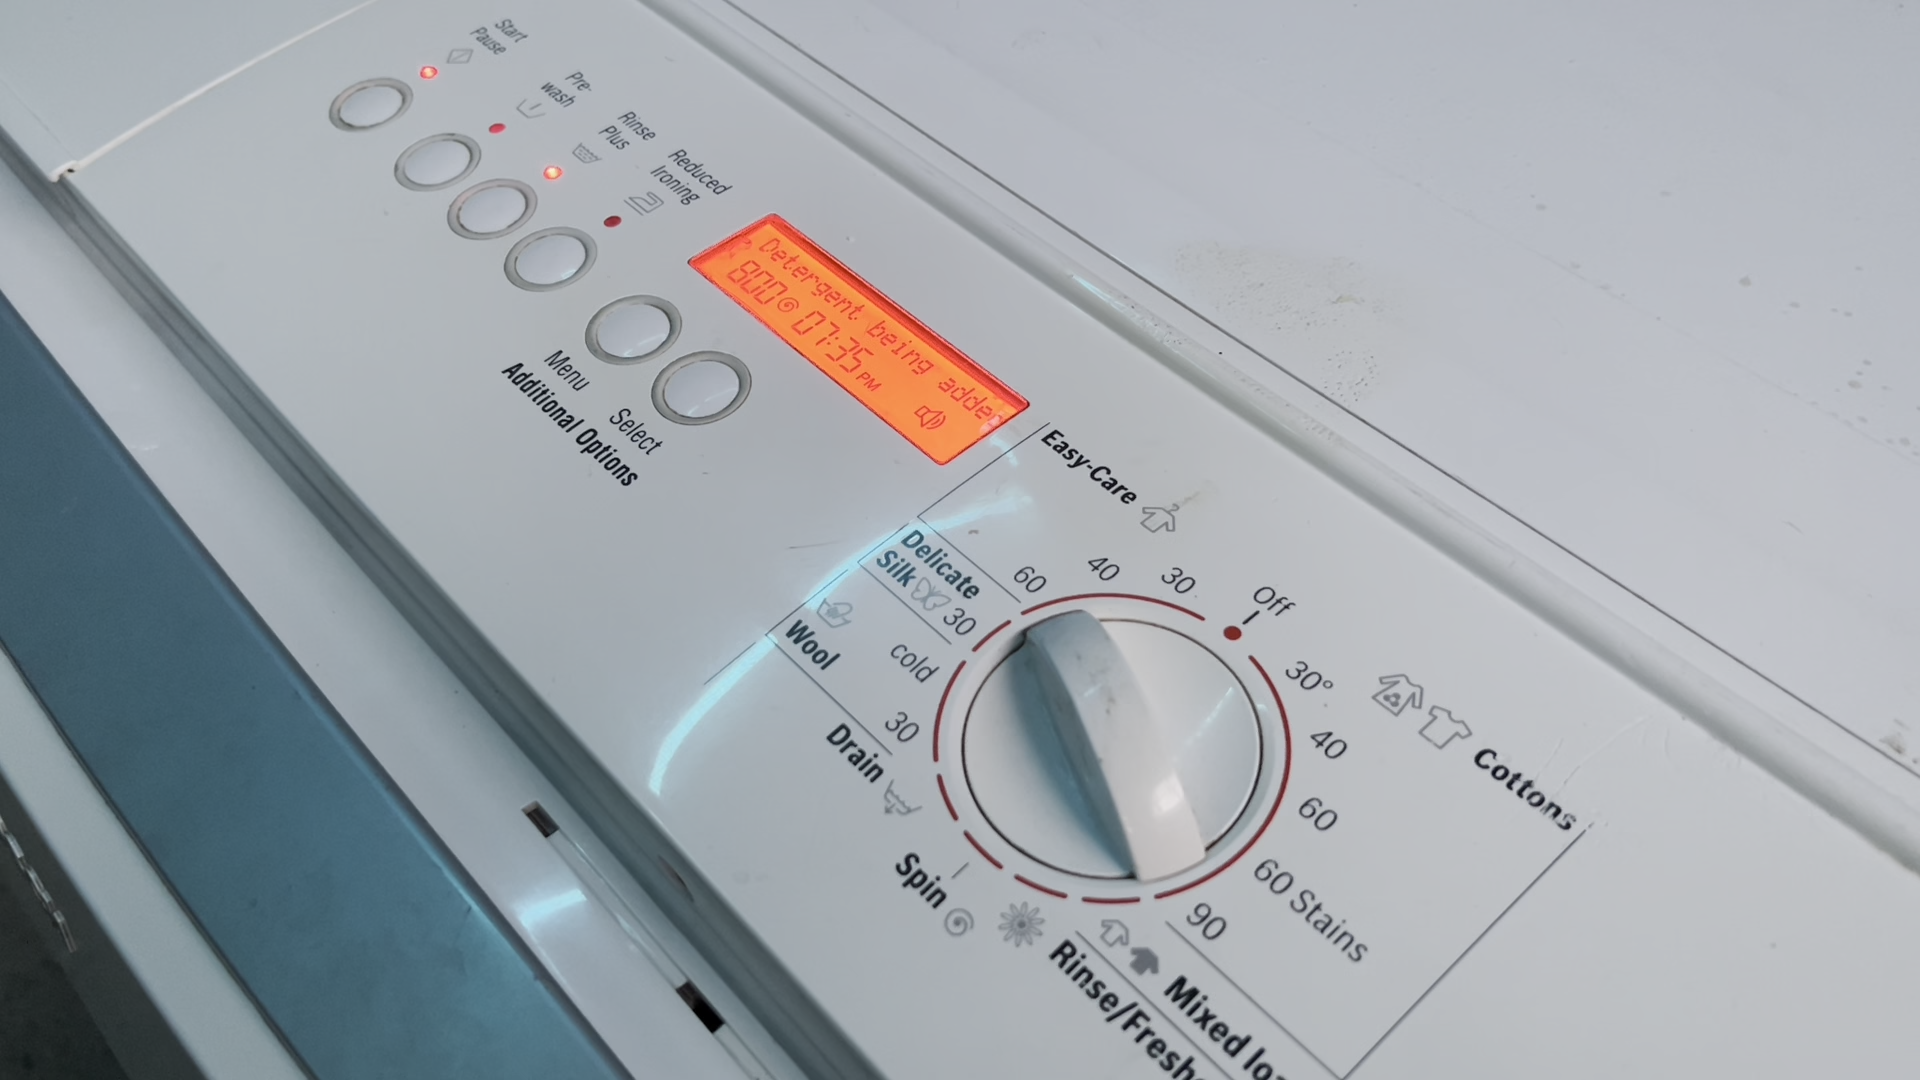 Start
Pause
Pre-
wash
Rinse
Plus
Reduced
Ironing
Detergent being added
800 07:35 PM
Menu
Select
Additional Options
Easy-Care
60
40
30
Off
Delicate
Silk
30
cold
Wool
30
Drain
Spin
30°
40
60
60 Stains
90
Cottons
Mixed loa
Rinse/Freshe